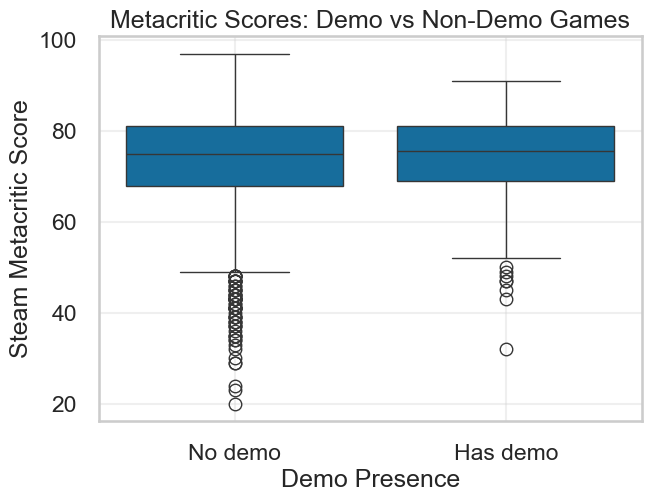 Metacritic Scores: Demo vs Non-Demo Games
Steam Metacritic Score
100
80
60
40
20
No demo
Has demo
Demo Presence